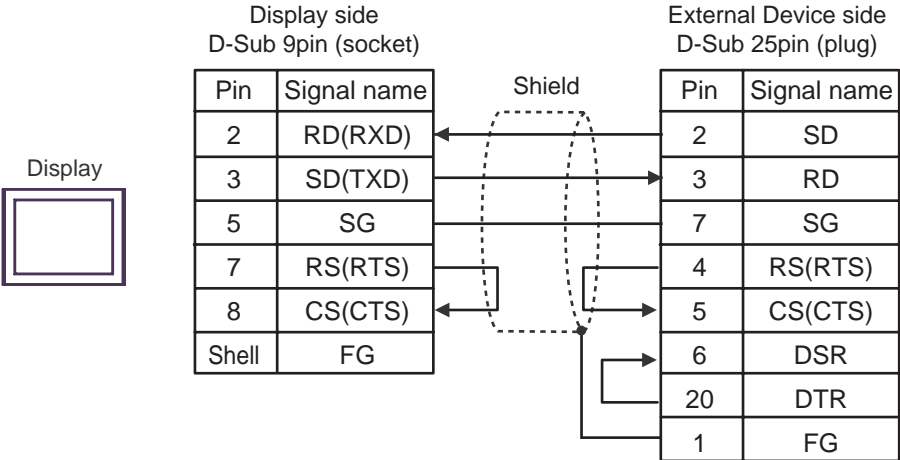 Display side
D-Sub 9pin (socket)
External Device side
D-Sub 25pin (plug)
Pin Signal name
Shield
Pin Signal name
2 RD(RXD)
2 SD
Display
3 SD(TXD)
3 RD
5 SG
7 SG
7 RS(RTS)
4 RS(RTS)
8 CS(CTS)
5 CS(CTS)
Shell FG
6 DSR
20 DTR
1 FG